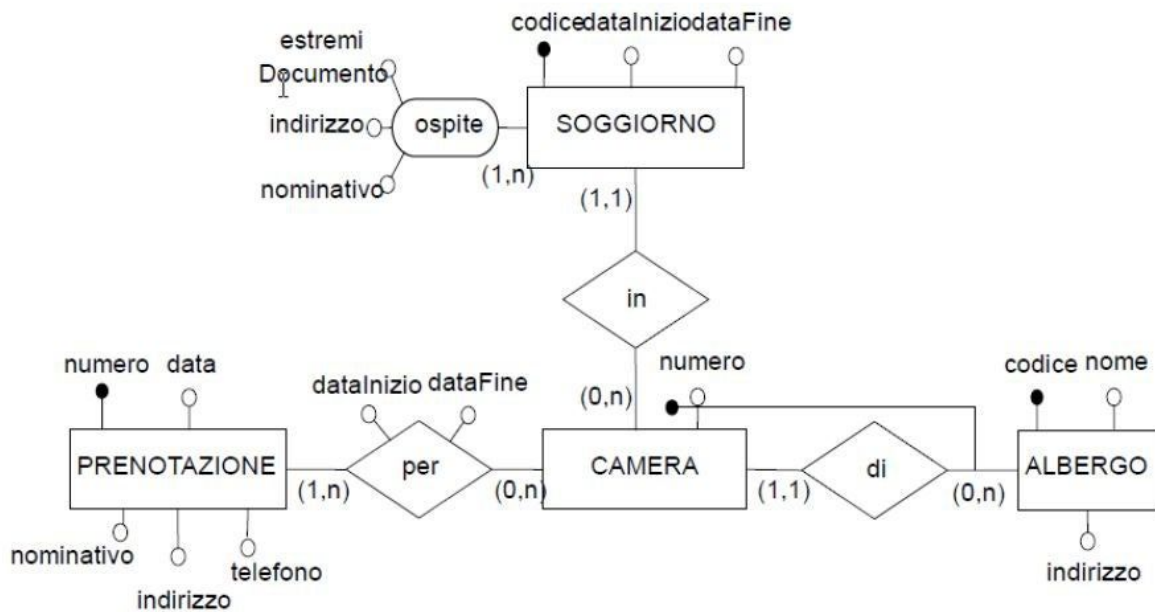 codicedataIniziodataFine
estremi
Documento
indirizzo
ospite
SOGGIORNO
nominativo
(1,n)
(1,1)
in
numero
data
dataInizio
dataFine
(0,n)
numero
codice
nome
PRENOTAZIONE
per
CAMERA
di
ALBERGO
(1,n)
(0,n)
(1,1)
(0,n)
nominativo
indirizzo
telefono
indirizzo